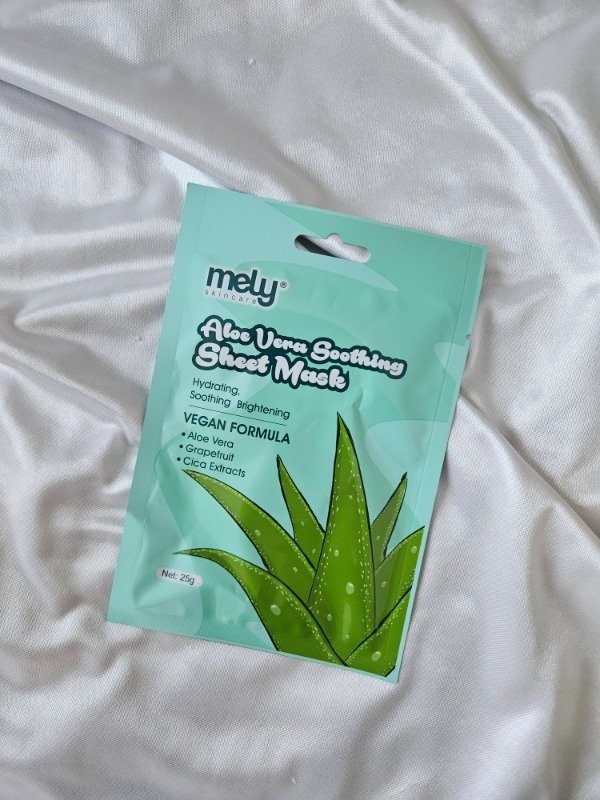 mely®
skincare
Aloe Vera Soothing
Sheet Mask
Hydrating,
Soothing Brightening
VEGAN FORMULA
• Aloe Vera
• Grapefruit
• Cica Extracts
Net: 25g